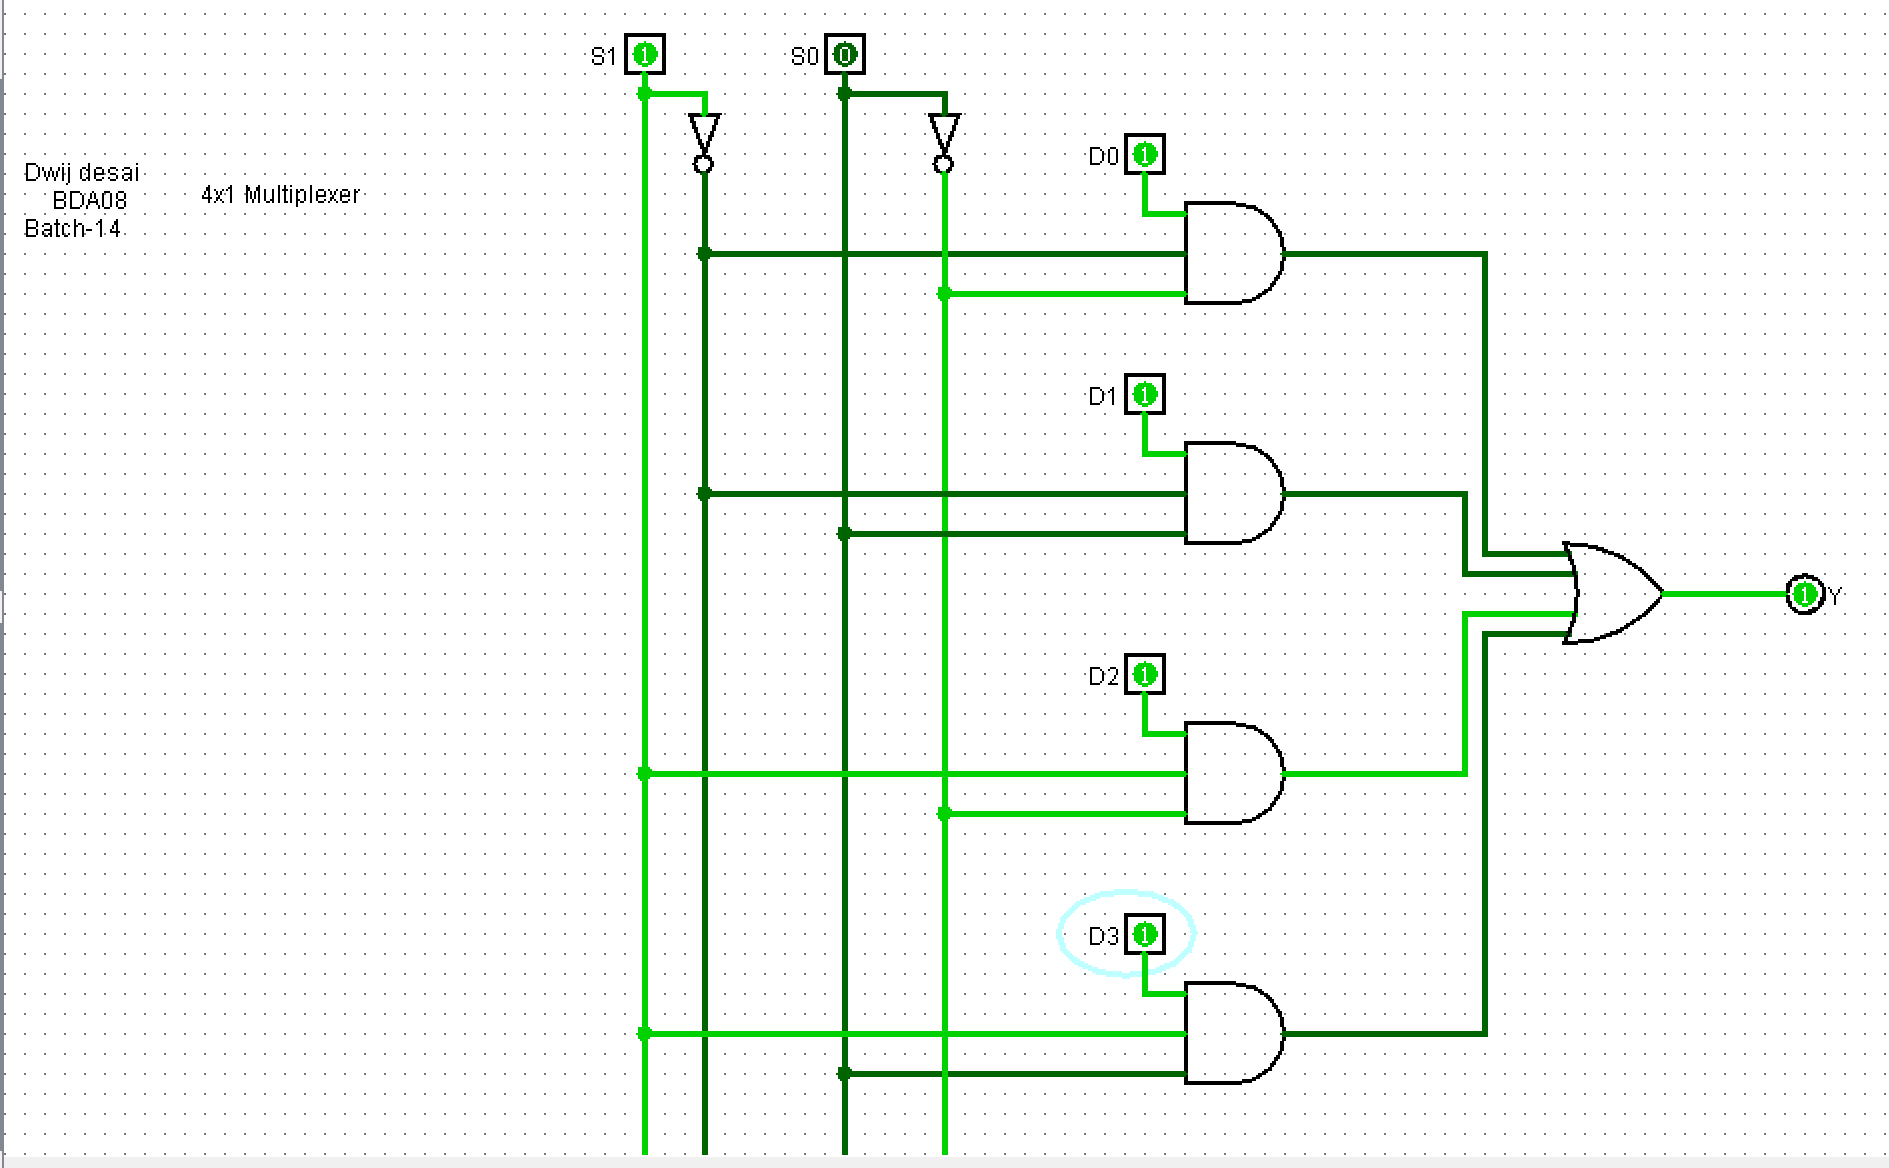 S1 1
S0 0
Dwij desai
BDA08
Batch-14
4x1 Multiplexer
D0 1
D1 1
1 Y
D2 1
D3 1